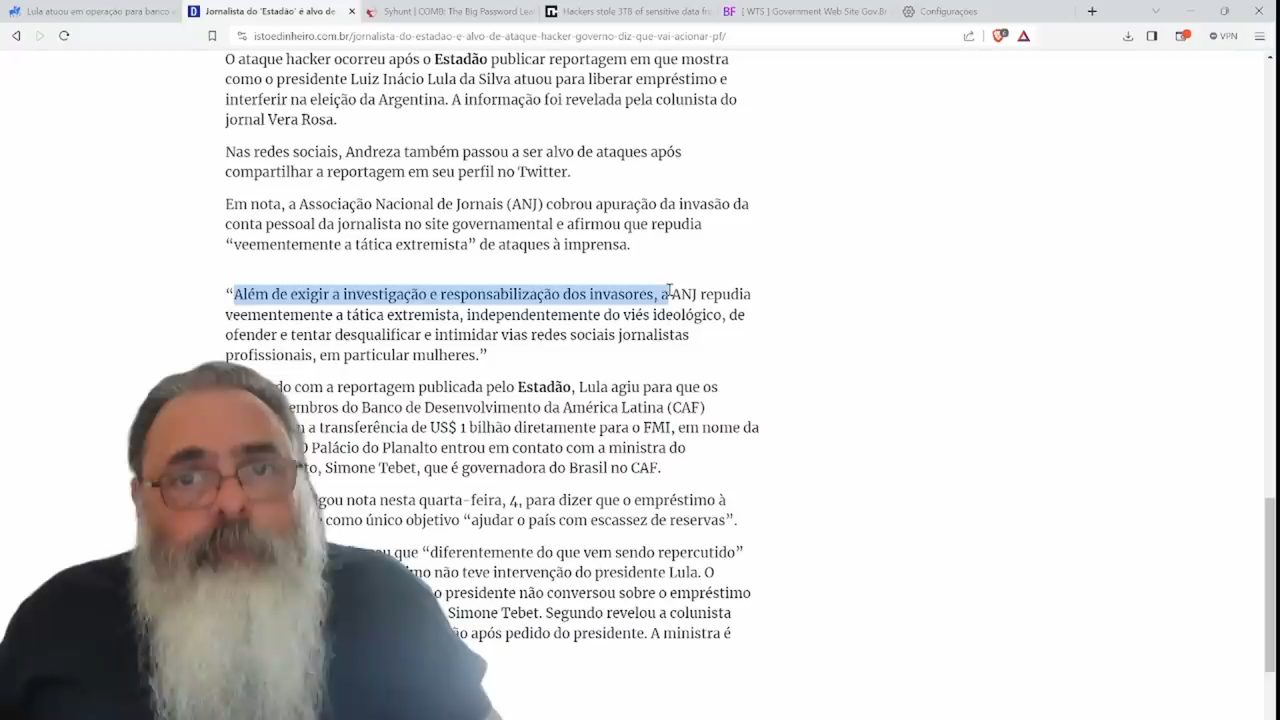 Lula atuou em operação para banco e
Jornalista do 'Estadão' é alvo de
Syhunt | COMB: The Big Password Lea
Hackers stole 3TB of sensitive data fro
BF [ WTS ] Government Web Site Gov.Br
Configurações
istoedinheiro.com.br/jornalista-do-estadao-e-alvo-de-ataque-hacker-governo-diz-que-vai-acionar-pf/
VPN
O ataque hacker ocorreu após o Estadão publicar reportagem em que mostra
como o presidente Luiz Inácio Lula da Silva atuou para liberar empréstimo e
interferir na eleição da Argentina. A informação foi revelada pela colunista do
jornal Vera Rosa.
Nas redes sociais, Andreza também passou a ser alvo de ataques após
compartilhar a reportagem em seu perfil no Twitter.
Em nota, a Associação Nacional de Jornais (ANJ) cobrou apuração da invasão da
conta pessoal da jornalista no site governamental e afirmou que repudia
“veementemente a tática extremista” de ataques à imprensa.
“Além de exigir a investigação e responsabilização dos invasores, a ANJ repudia
veementemente a tática extremista, independentemente do viés ideológico, de
ofender e tentar desqualificar e intimidar vias redes sociais jornalistas
profissionais, em particular mulheres.”
do com a reportagem publicada pelo Estadão, Lula agiu para que os
embros do Banco de Desenvolvimento da América Latina (CAF)
a transferência de US$ 1 bilhão diretamente para o FMI, em nome da
O Palácio do Planalto entrou em contato com a ministra do
to, Simone Tebet, que é governadora do Brasil no CAF.
gou nota nesta quarta-feira, 4, para dizer que o empréstimo à
como único objetivo “ajudar o país com escassez de reservas”.
que “diferentemente do que vem sendo repercutido”
imo não teve intervenção do presidente Lula. O
o presidente não conversou sobre o empréstimo
Simone Tebet. Segundo revelou a colunista
ão após pedido do presidente. A ministra é